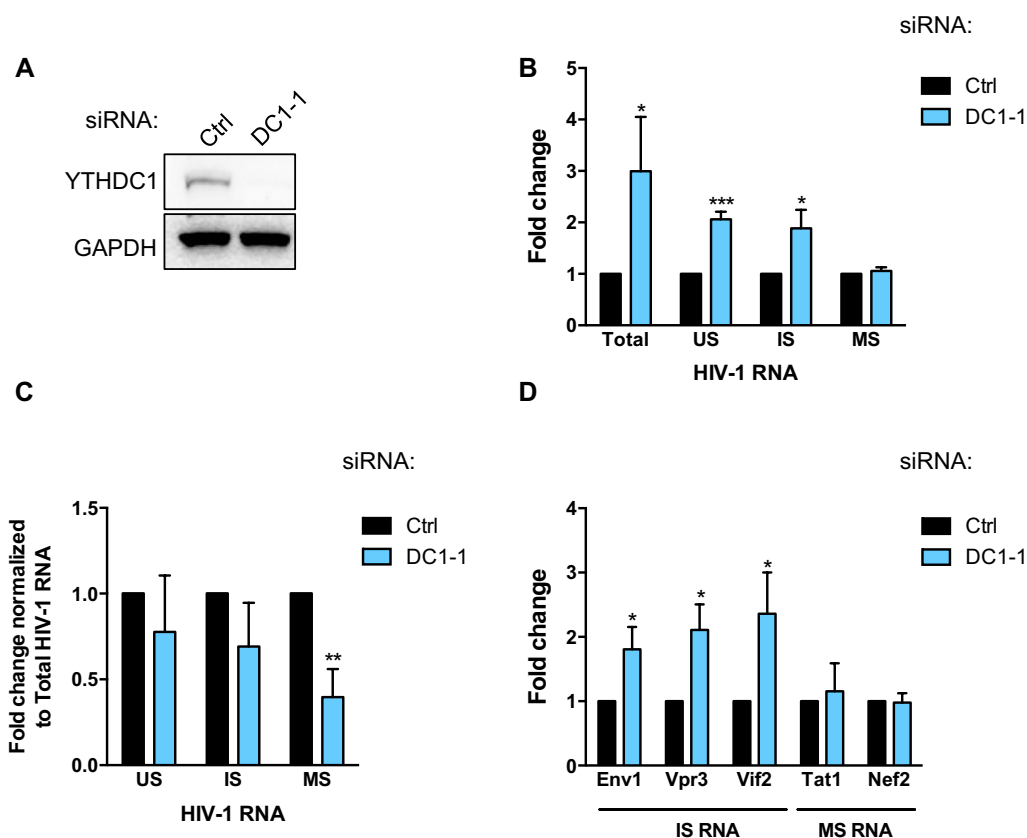 A
siRNA:
Ctrl
DC1-1
YTHDC1
GAPDH
B
siRNA:
Ctrl
DC1-1
Fold change
5
4
3
2
1
0
*
***
*
Total US IS MS
HIV-1 RNA
C
siRNA:
Ctrl
DC1-1
Fold change normalized
to Total HIV-1 RNA
1.5
1.0
0.5
0.0
**
US IS MS
HIV-1 RNA
D
siRNA:
Ctrl
DC1-1
Fold change
4
3
2
1
0
*
*
*
Env1 Vpr3 Vif2 Tat1 Nef2
IS RNA MS RNA